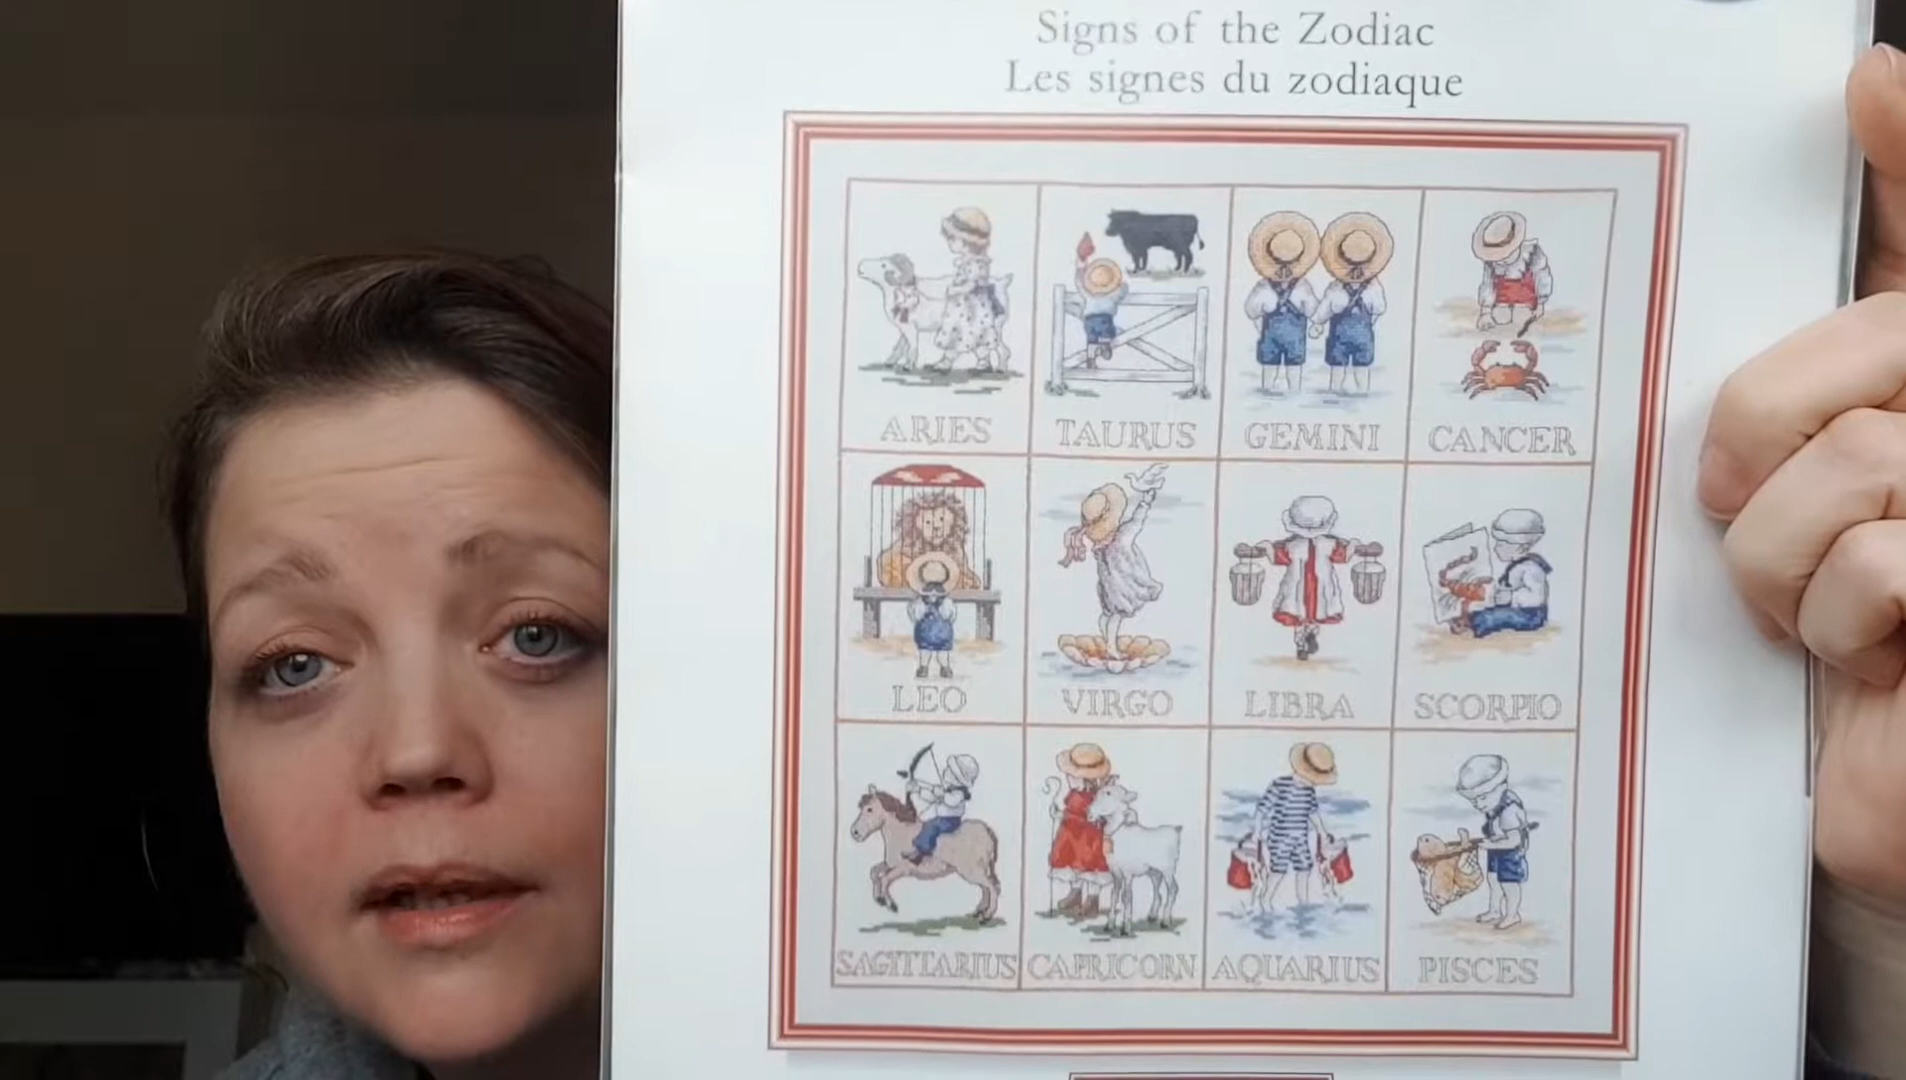 Signs of the Zodiac
Les signes du zodiaque
ARIES TAURUS GEMINI CANCER
LEO VIRGO LIBRA SCORPIO
SAGITTARIUS CAPRICORN AQUARIUS PISCES